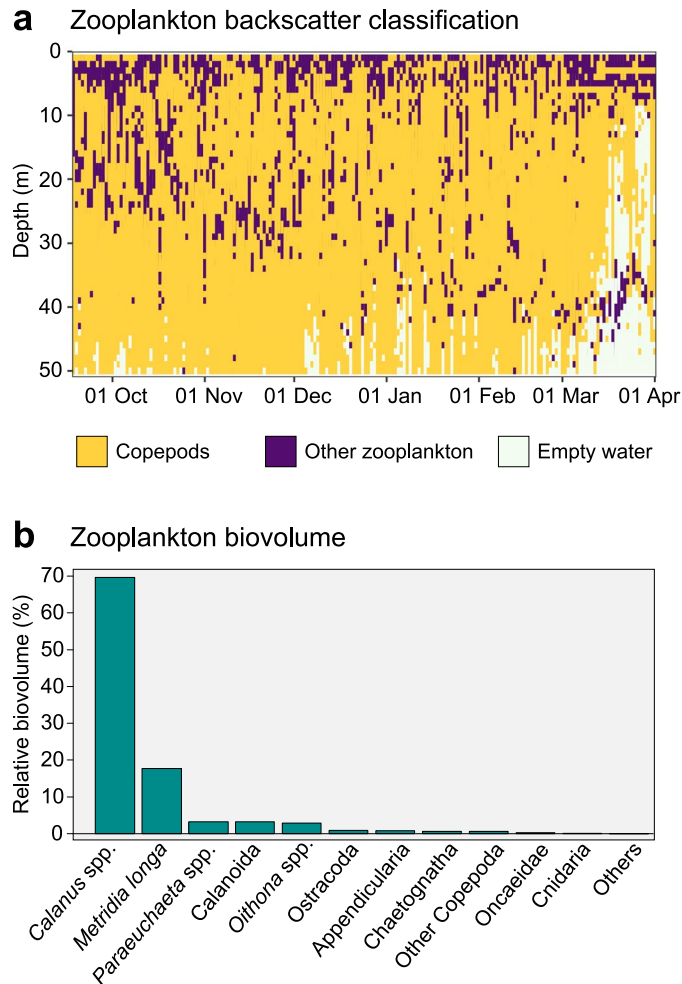 a Zooplankton backscatter classification
0
10
20
30
40
50
Depth (m)
01 Oct 01 Nov 01 Dec 01 Jan 01 Feb 01 Mar 01 Apr
Copepods Other zooplankton Empty water
b Zooplankton biovolume
70
60
50
40
30
20
10
0
Relative biovolume (%)
Calanus spp.
Metridia longa
Paraeuchaeta spp.
Calanoida
Oithona spp.
Ostracoda
Appendicularia
Chaetognatha
Other Copepoda
Oncaeidae
Cnidaria
Others